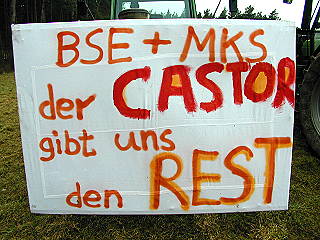 BSE + MKS
der CASTOR
gibt uns
den REST